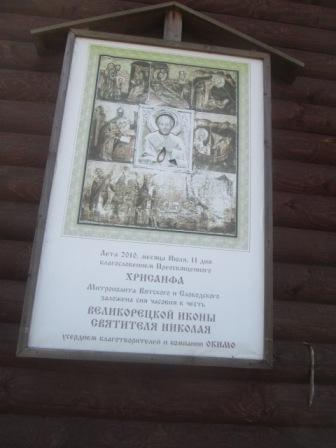 Лета 2010, месяца Июля, 11 дня
благословением Преосвященного
ХРИСАНФА
Митрополита Вятского и Слободского
заложена сия часовня в честь
ВЕЛИКОРЕЦКОЙ ИКОНЫ
СВЯТИТЕЛЯ НИКОЛАЯ
усердием благотворителей и компании ОКИМО